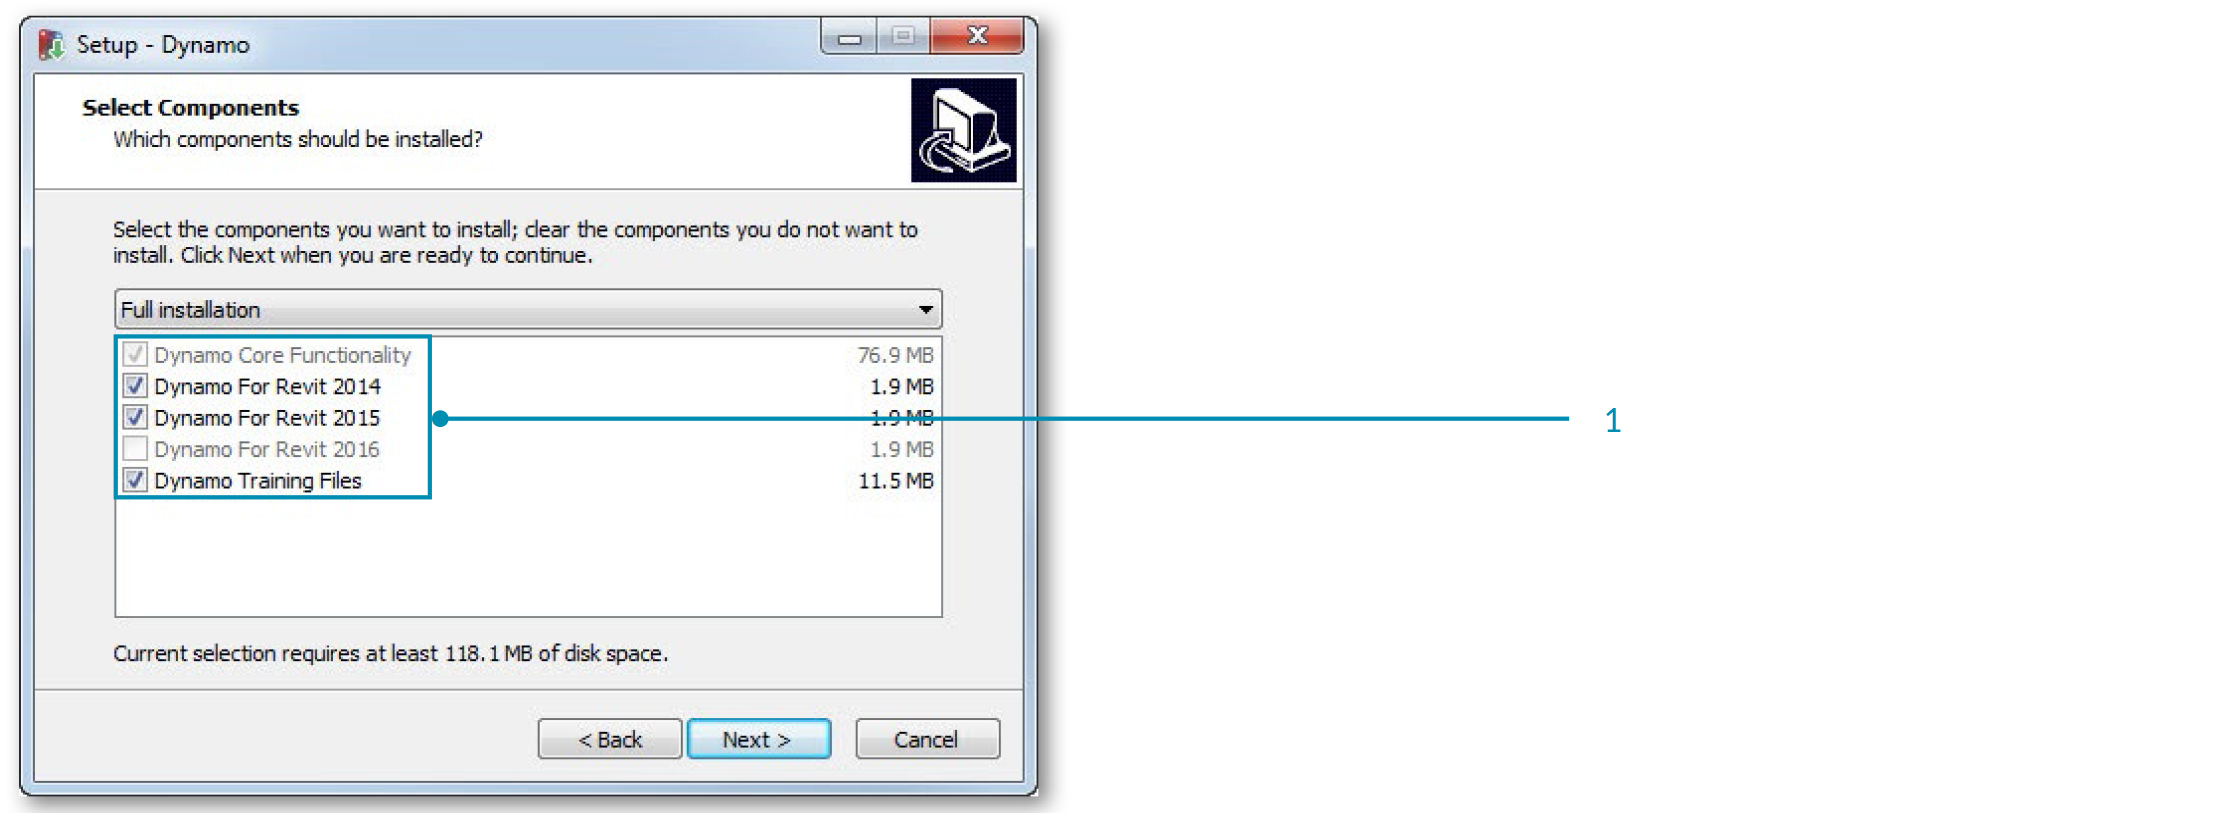 Setup - Dynamo
Select Components
Which components should be installed?
Select the components you want to install; clear the components you do not want to
install. Click Next when you are ready to continue.
Full installation
Dynamo Core Functionality 76.9 MB
Dynamo For Revit 2014 1.9 MB
Dynamo For Revit 2015 1.9 MB
1
Dynamo For Revit 2016 1.9 MB
Dynamo Training Files 11.5 MB
Current selection requires at least 118.1 MB of disk space.
< Back Next > Cancel